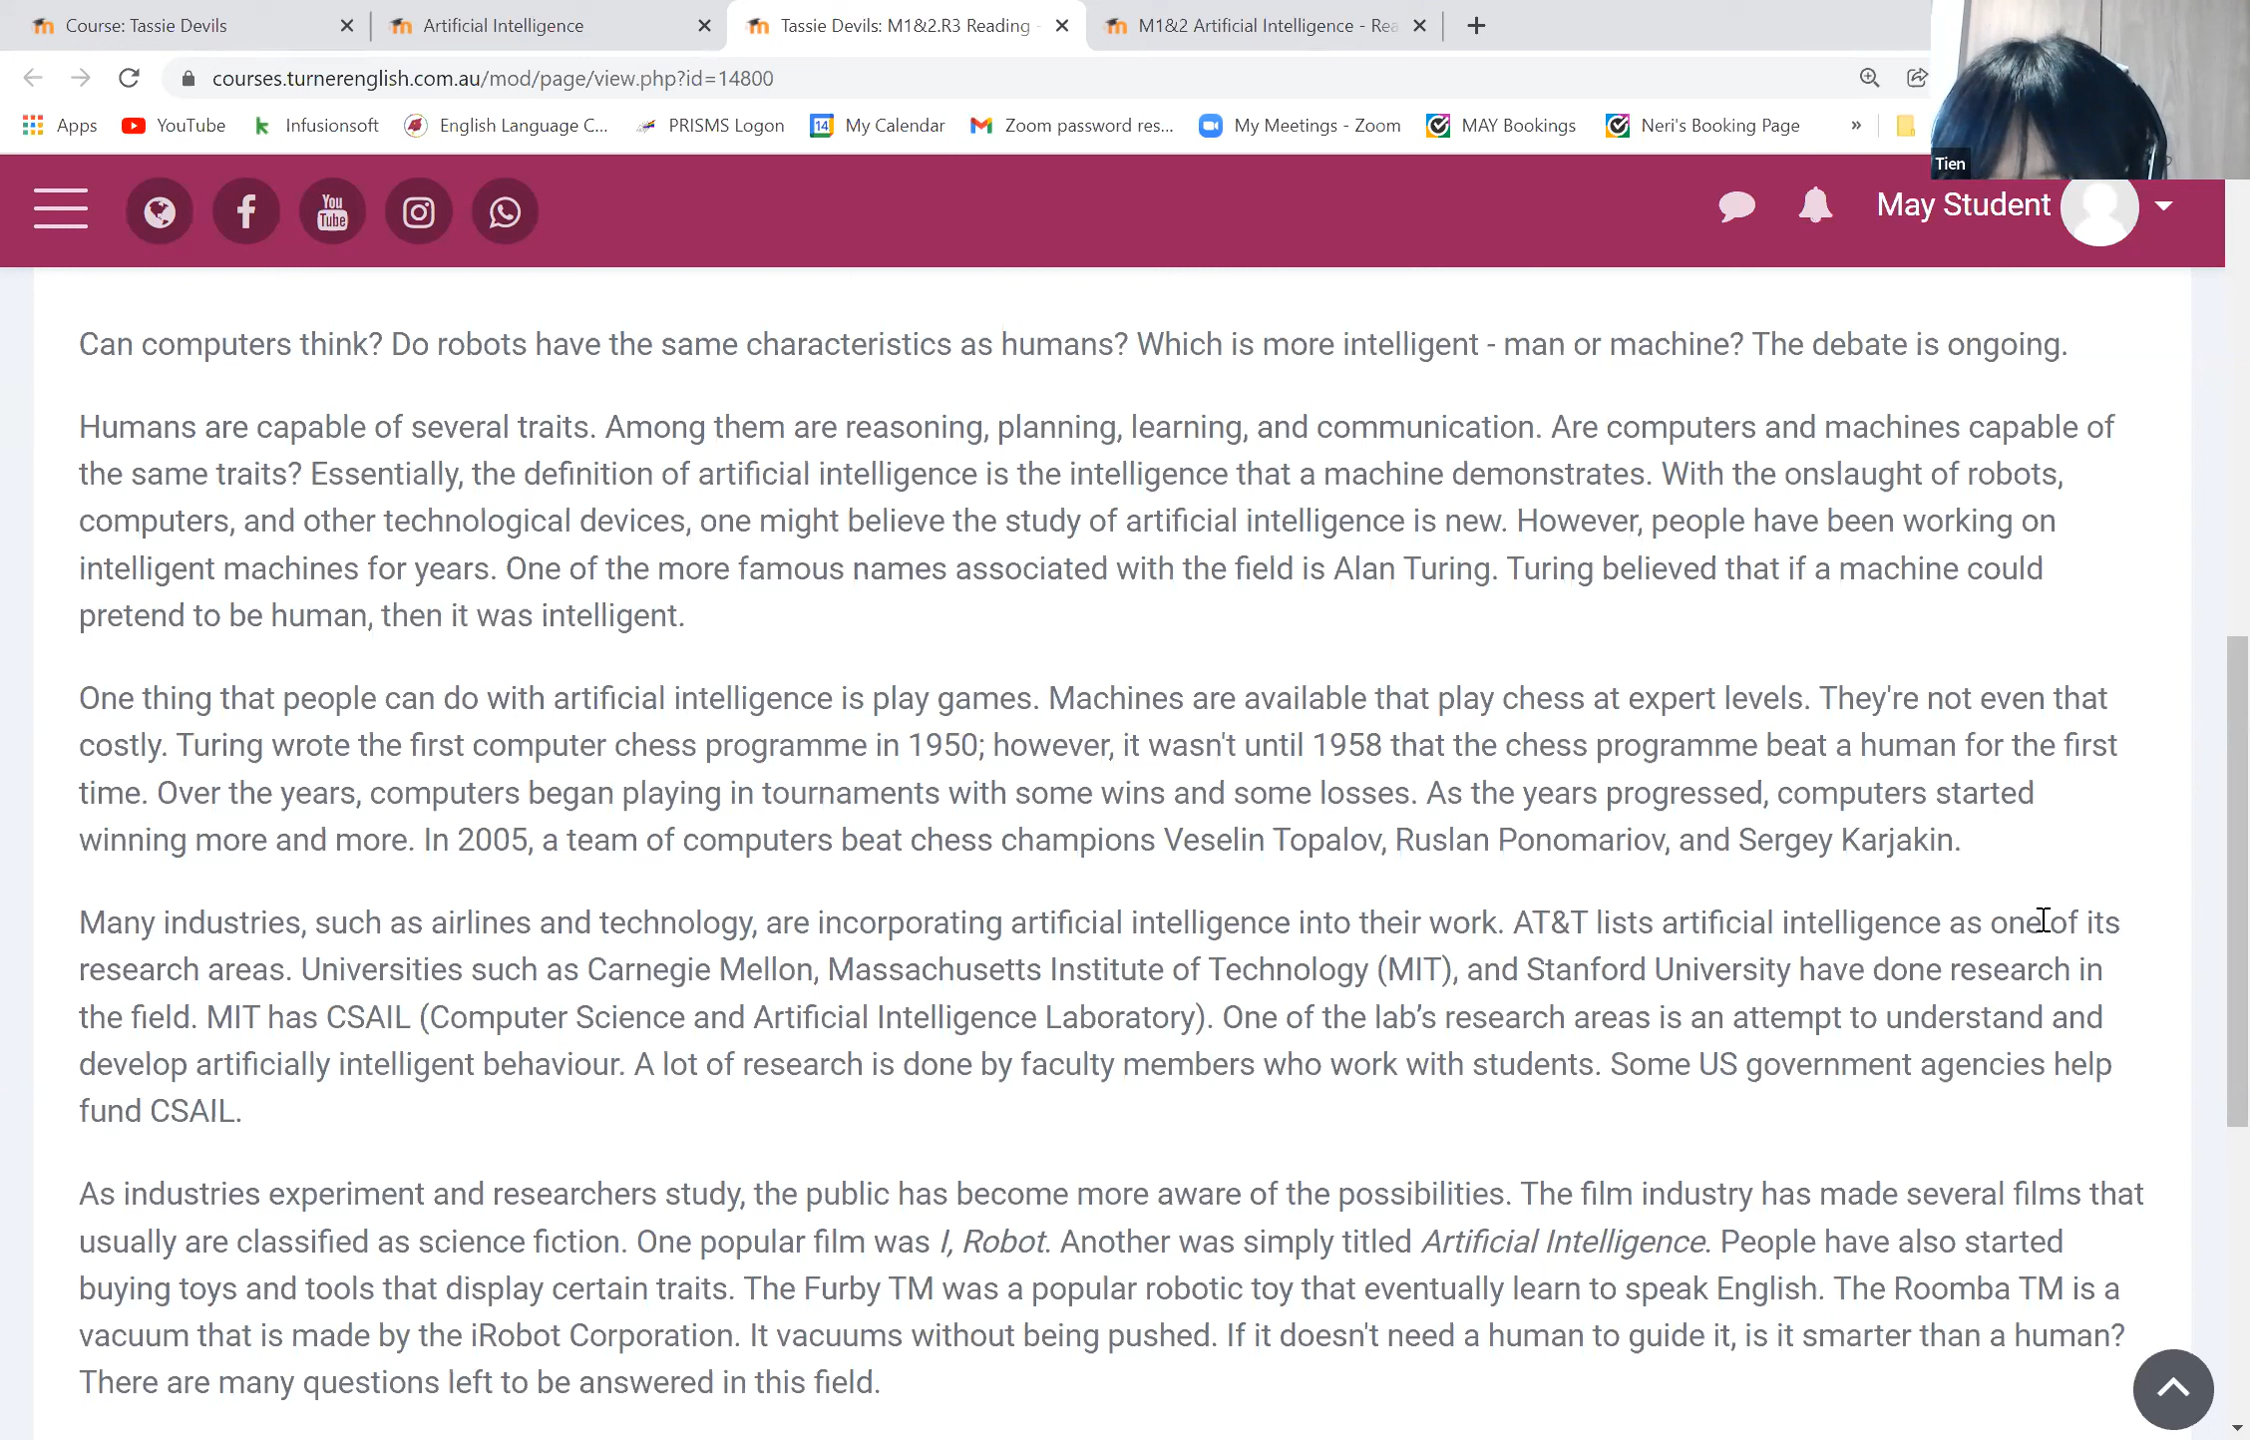 Course: Tassie Devils
Artificial Intelligence
Tassie Devils: M1&2.R3 Reading -
M1&2 Artificial Intelligence - Rea
courses.turnerenglish.com.au/mod/page/view.php?id=14800
Apps YouTube Infusionsoft English Language C... PRISMS Logon 14 My Calendar Zoom password res... My Meetings - Zoom MAY Bookings Neri's Booking Page »
Tien
You Tube
May Student
Can computers think? Do robots have the same characteristics as humans? Which is more intelligent - man or machine? The debate is ongoing.
Humans are capable of several traits. Among them are reasoning, planning, learning, and communication. Are computers and machines capable of
the same traits? Essentially, the definition of artificial intelligence is the intelligence that a machine demonstrates. With the onslaught of robots,
computers, and other technological devices, one might believe the study of artificial intelligence is new. However, people have been working on
intelligent machines for years. One of the more famous names associated with the field is Alan Turing. Turing believed that if a machine could
pretend to be human, then it was intelligent.
One thing that people can do with artificial intelligence is play games. Machines are available that play chess at expert levels. They're not even that
costly. Turing wrote the first computer chess programme in 1950; however, it wasn't until 1958 that the chess programme beat a human for the first
time. Over the years, computers began playing in tournaments with some wins and some losses. As the years progressed, computers started
winning more and more. In 2005, a team of computers beat chess champions Veselin Topalov, Ruslan Ponomariov, and Sergey Karjakin.
Many industries, such as airlines and technology, are incorporating artificial intelligence into their work. AT&T lists artificial intelligence as one of its
research areas. Universities such as Carnegie Mellon, Massachusetts Institute of Technology (MIT), and Stanford University have done research in
the field. MIT has CSAIL (Computer Science and Artificial Intelligence Laboratory). One of the lab’s research areas is an attempt to understand and
develop artificially intelligent behaviour. A lot of research is done by faculty members who work with students. Some US government agencies help
fund CSAIL.
As industries experiment and researchers study, the public has become more aware of the possibilities. The film industry has made several films that
usually are classified as science fiction. One popular film was I, Robot. Another was simply titled Artificial Intelligence. People have also started
buying toys and tools that display certain traits. The Furby TM was a popular robotic toy that eventually learn to speak English. The Roomba TM is a
vacuum that is made by the iRobot Corporation. It vacuums without being pushed. If it doesn't need a human to guide it, is it smarter than a human?
There are many questions left to be answered in this field.